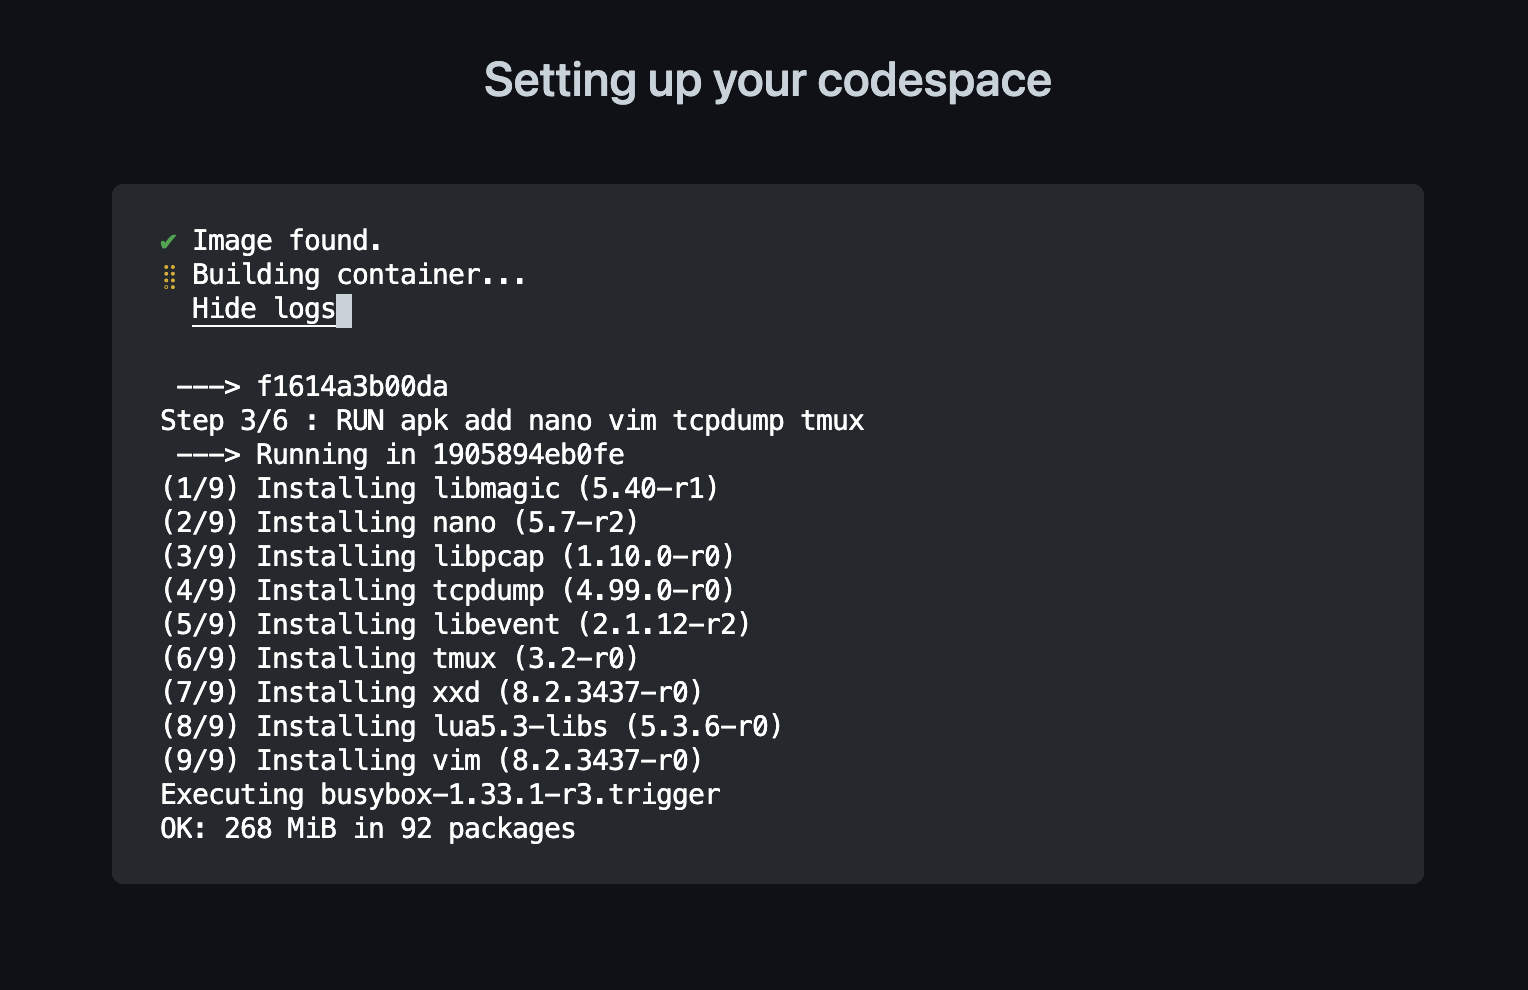 Setting up your codespace
✔ Image found.
⣿ Building container...
Hide logs
---> f1614a3b00da
Step 3/6 : RUN apk add nano vim tcpdump tmux
---> Running in 1905894eb0fe
(1/9) Installing libmagic (5.40-r1)
(2/9) Installing nano (5.7-r2)
(3/9) Installing libpcap (1.10.0-r0)
(4/9) Installing tcpdump (4.99.0-r0)
(5/9) Installing libevent (2.1.12-r2)
(6/9) Installing tmux (3.2-r0)
(7/9) Installing xxd (8.2.3437-r0)
(8/9) Installing lua5.3-libs (5.3.6-r0)
(9/9) Installing vim (8.2.3437-r0)
Executing busybox-1.33.1-r3.trigger
OK: 268 MiB in 92 packages